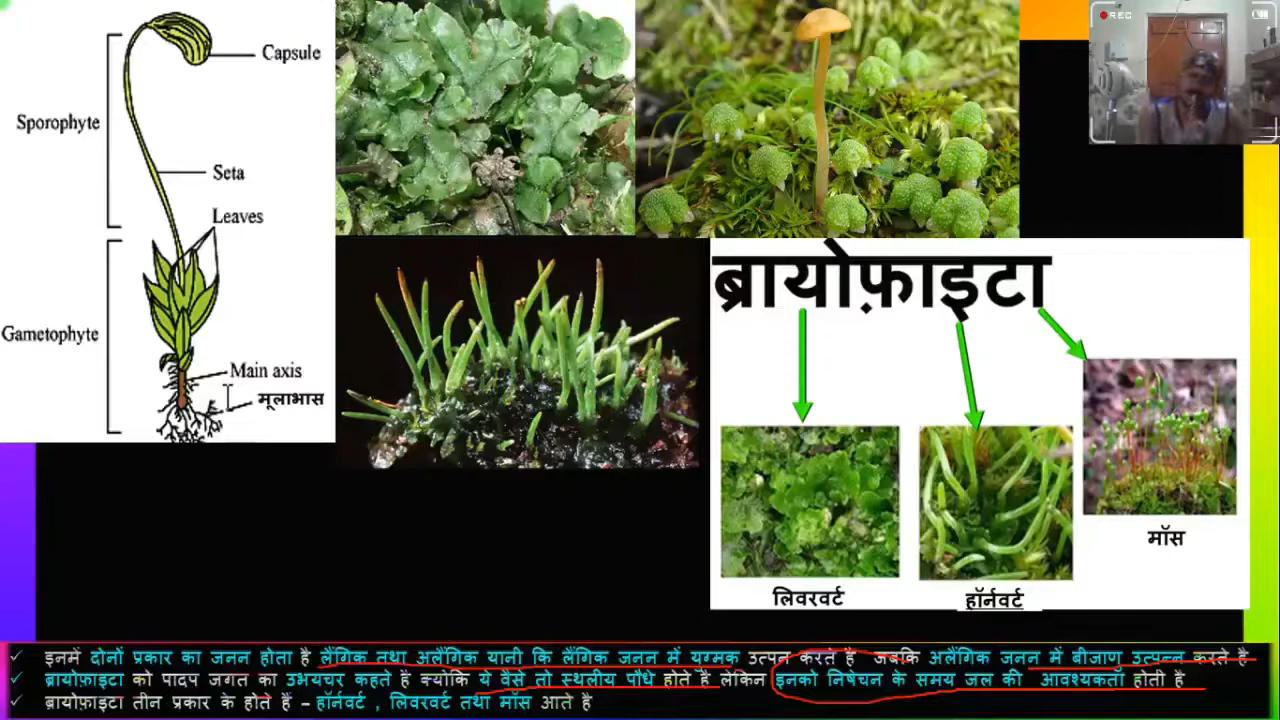 Capsule
Sporophyte
Seta
Leaves
Gametophyte
Main axis
मूलाभास
REC
ब्रायोफ़ाइटा
लिवरवर्ट
हॉर्नवर्ट
मॉस
✓ इनमें दोनों प्रकार का जनन होता है लैंगिक तथा अलैंगिक यानी कि लैंगिक जनन में युग्मक उत्पन करते है जबकि अलैंगिक जनन में बीजाणु उत्पन्न करते है
✓ ब्रायोफ़ाइटा को पादप जगत का उभयचर कहते हैं क्योंकि ये वैसे तो स्थलीय पौधे होते है लेकिन इनको निषेचन के समय जल की आवश्यकता होती है
✓ ब्रायोफ़ाइटा तीन प्रकार के होते हैं – हॉर्नवर्ट , लिवरवर्ट तथा मॉस आते है